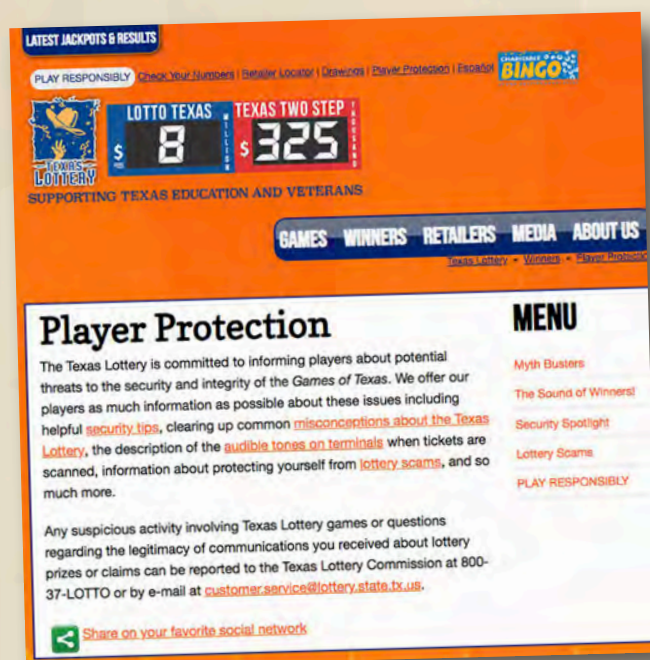 LATEST JACKPOTS & RESULTS
PLAY RESPONSIBLY Check Your Numbers | Retailer Locator | Drawings | Player Protection | Español
CHARITABLE
BINGO
TEXAS
LOTTERY
LOTTO TEXAS
$ 8 MILLION
TEXAS TWO STEP
$ 325 THOUSAND
SUPPORTING TEXAS EDUCATION AND VETERANS
GAMES WINNERS RETAILERS MEDIA ABOUT US
Texas Lottery » Winners » Player Protection
Player Protection
The Texas Lottery is committed to informing players about potential
threats to the security and integrity of the Games of Texas. We offer our
players as much information as possible about these issues including
helpful security tips, clearing up common misconceptions about the Texas
Lottery, the description of the audible tones on terminals when tickets are
scanned, information about protecting yourself from lottery scams, and so
much more.
Any suspicious activity involving Texas Lottery games or questions
regarding the legitimacy of communications you received about lottery
prizes or claims can be reported to the Texas Lottery Commission at 800-
37-LOTTO or by e-mail at customer.service@lottery.state.tx.us.
Share on your favorite social network
MENU
Myth Busters
The Sound of Winners!
Security Spotlight
Lottery Scams
PLAY RESPONSIBLY